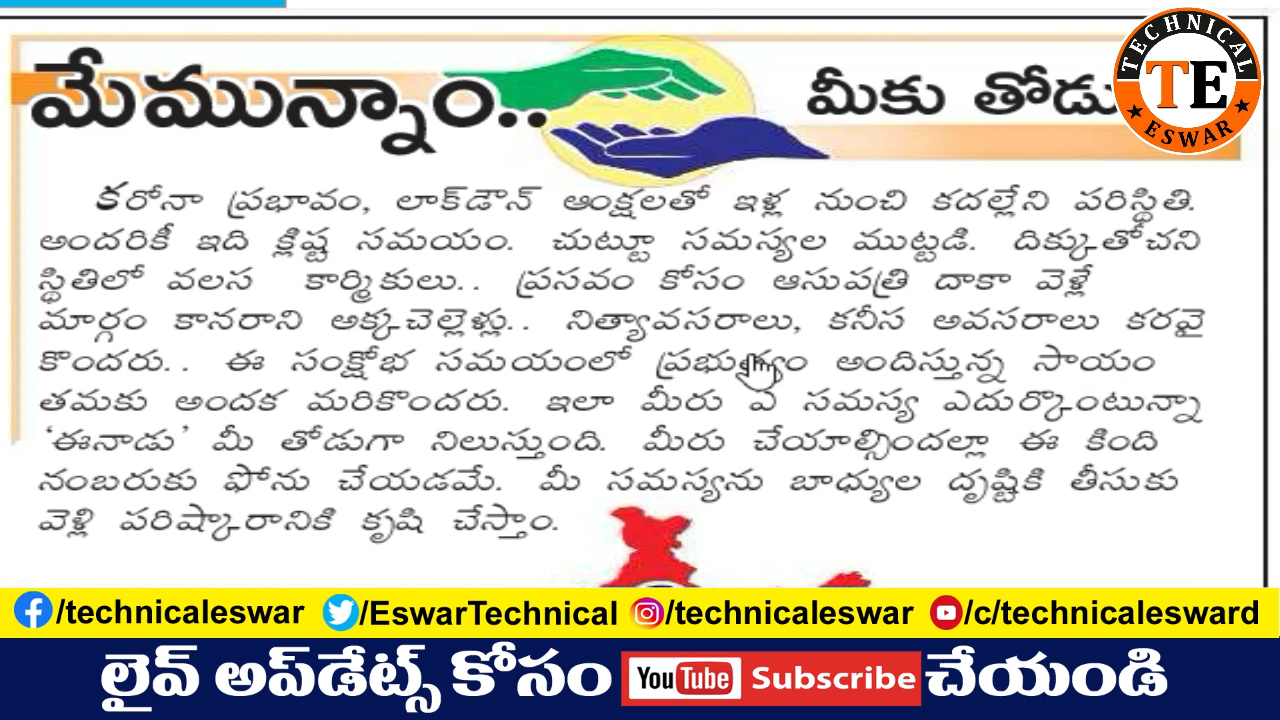 మేమున్నాం..
మీకు తోడు
TECHNICAL
TE
ESWAR
కరోనా ప్రభావం, లాక్‌డౌన్ ఆంక్షలతో ఇళ్ల నుంచి కదల్లేని పరిస్థితి.
అందరికీ ఇది క్లిష్ట సమయం. చుట్టూ సమస్యల ముట్టడి. దిక్కుతోచని
స్థితిలో వలస కార్మికులు.. ప్రసవం కోసం ఆసుపత్రి దాకా వెళ్లే
మార్గం కానరాని అక్కచెల్లెళ్లు.. నిత్యావసరాలు, కనీస అవసరాలు కరవై
కొందరు.. ఈ సంక్షోభ సమయంలో ప్రభుత్వం అందిస్తున్న సాయం
తమకు అందక మరికొందరు. ఇలా మీరు ఏ సమస్య ఎదుర్కొంటున్నా
‘ఈనాడు’ మీ తోడుగా నిలుస్తుంది. మీరు చేయాల్సిందల్లా ఈ కింది
నంబరుకు ఫోను చేయడమే. మీ సమస్యను బాధ్యుల దృష్టికి తీసుకు
వెళ్లి పరిష్కారానికి కృషి చేస్తాం.
/technicaleswar /EswarTechnical /technicaleswar /c/technicalesward
లైవ్ అప్‌డేట్స్ కోసం YouTube Subscribe చేయండి